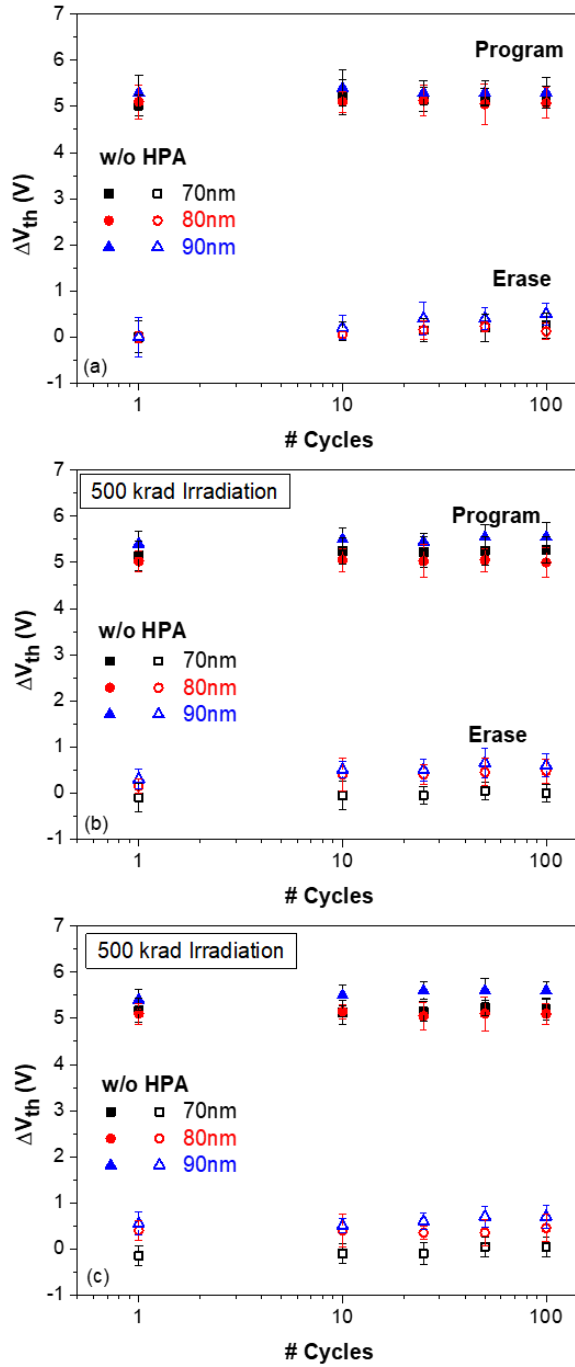 7
6
Program
5
4
w/o HPA
3
70nm
80nm
2
90nm
ΔVth (V)
1
Erase
0
(a)
-1
1
10
100
# Cycles
7
500 krad Irradiation
6
Program
5
4
w/o HPA
3
70nm
80nm
2
90nm
ΔVth (V)
Erase
1
0
(b)
-1
1
10
100
# Cycles
7
500 krad Irradiation
6
5
4
w/o HPA
3
70nm
80nm
2
90nm
ΔVth (V)
1
0
(c)
-1
1
10
100
# Cycles